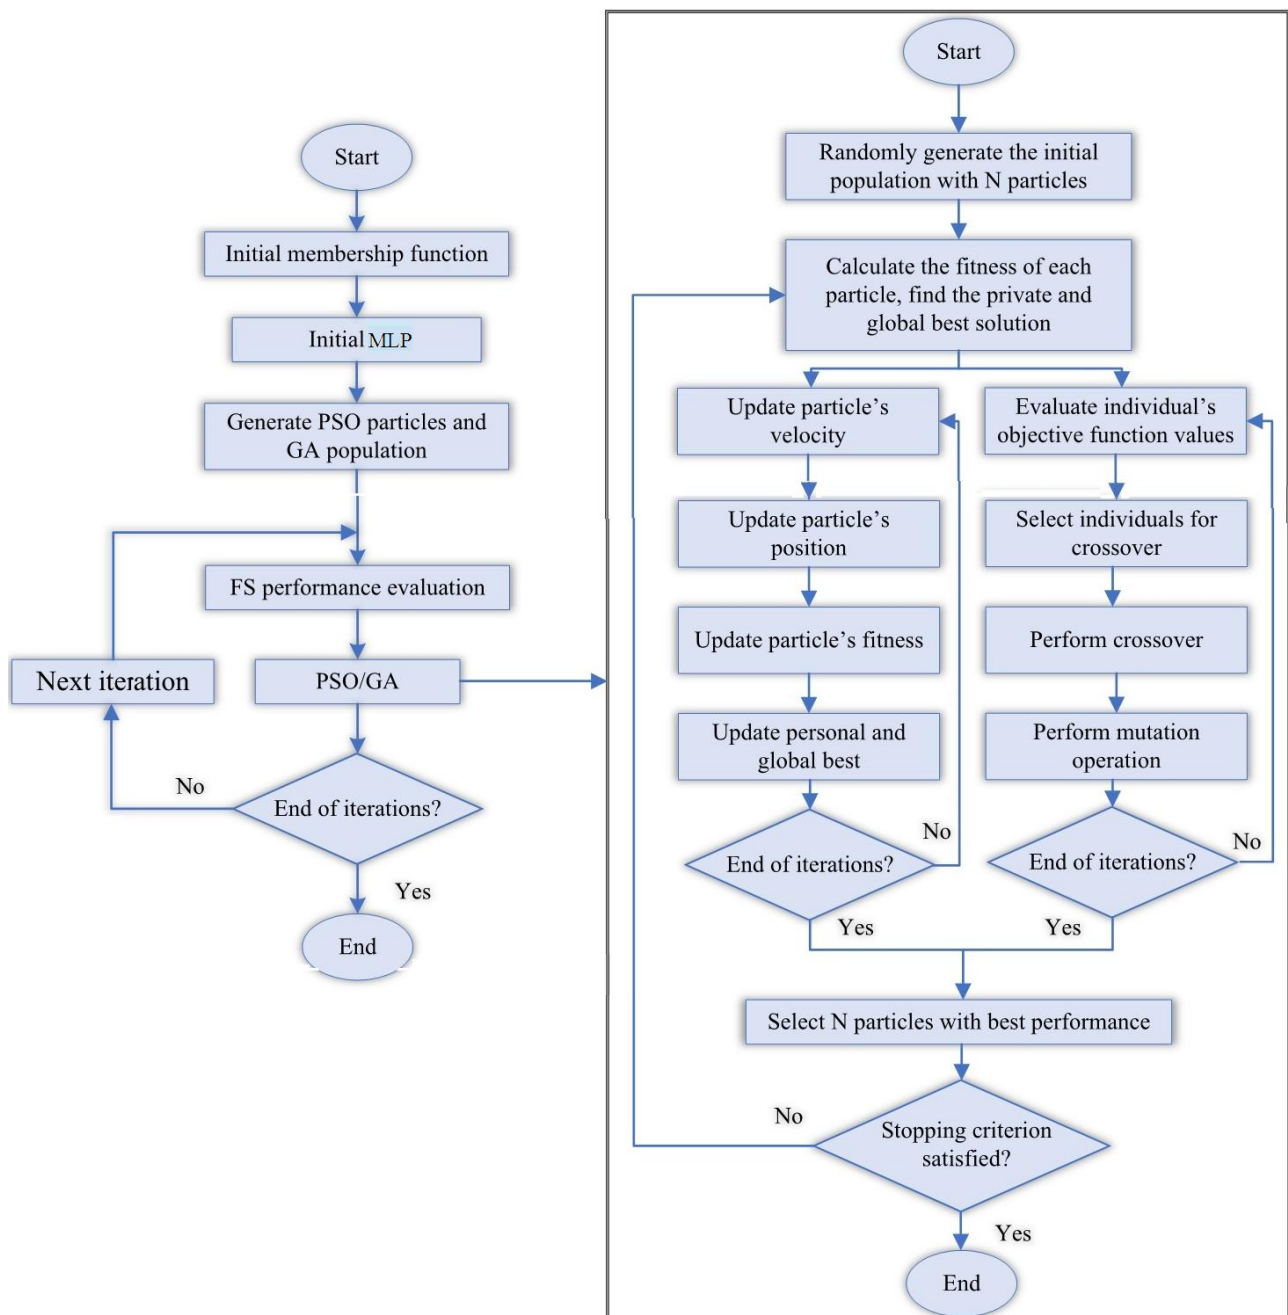 Start
Initial membership function
Initial MLP
Generate PSO particles and
GA population
FS performance evaluation
Next iteration
PSO/GA
No
End of iterations?
Yes
End
Start
Randomly generate the initial
population with N particles
Calculate the fitness of each
particle, find the private and
global best solution
Update particle's
velocity
Update particle's
position
Update particle's fitness
Update personal and
global best
No
End of iterations?
Yes
Evaluate individual's
objective function values
Select individuals for
crossover
Perform crossover
Perform mutation
operation
No
End of iterations?
Yes
Select N particles with best performance
No
Stopping criterion
satisfied?
Yes
End